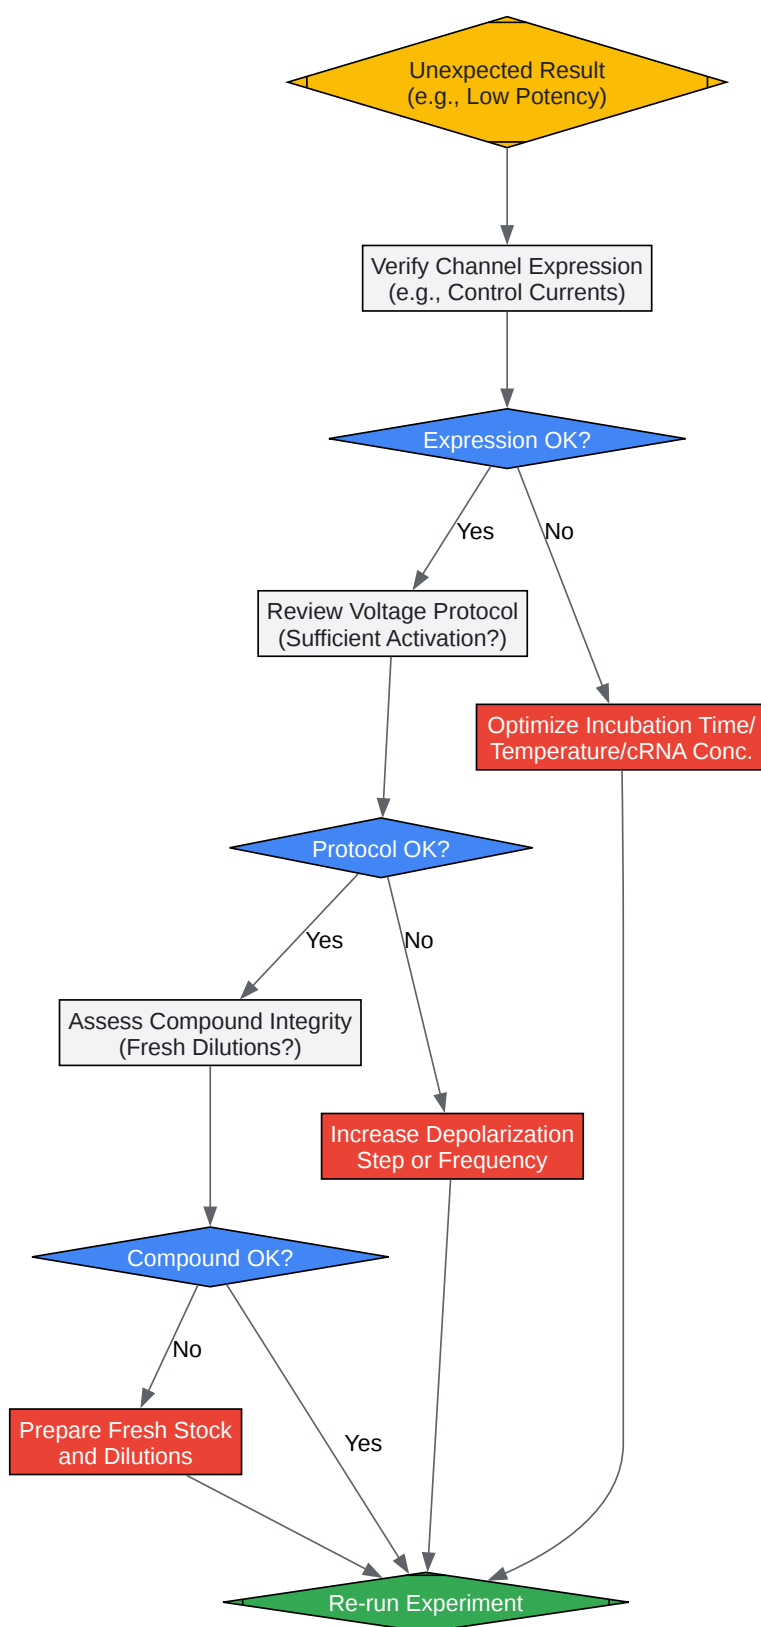 Unexpected Result
(e.g., Low Potency)
Verify Channel Expression
(e.g., Control Currents)
Expression OK?
Yes
No
Review Voltage Protocol
(Sufficient Activation?)
Optimize Incubation Time/
Temperature/cRNA Conc.
Protocol OK?
Yes
No
Assess Compound Integrity
(Fresh Dilutions?)
Increase Depolarization
Step or Frequency
Compound OK?
No
Prepare Fresh Stock
and Dilutions
Yes
Re-run Experiment